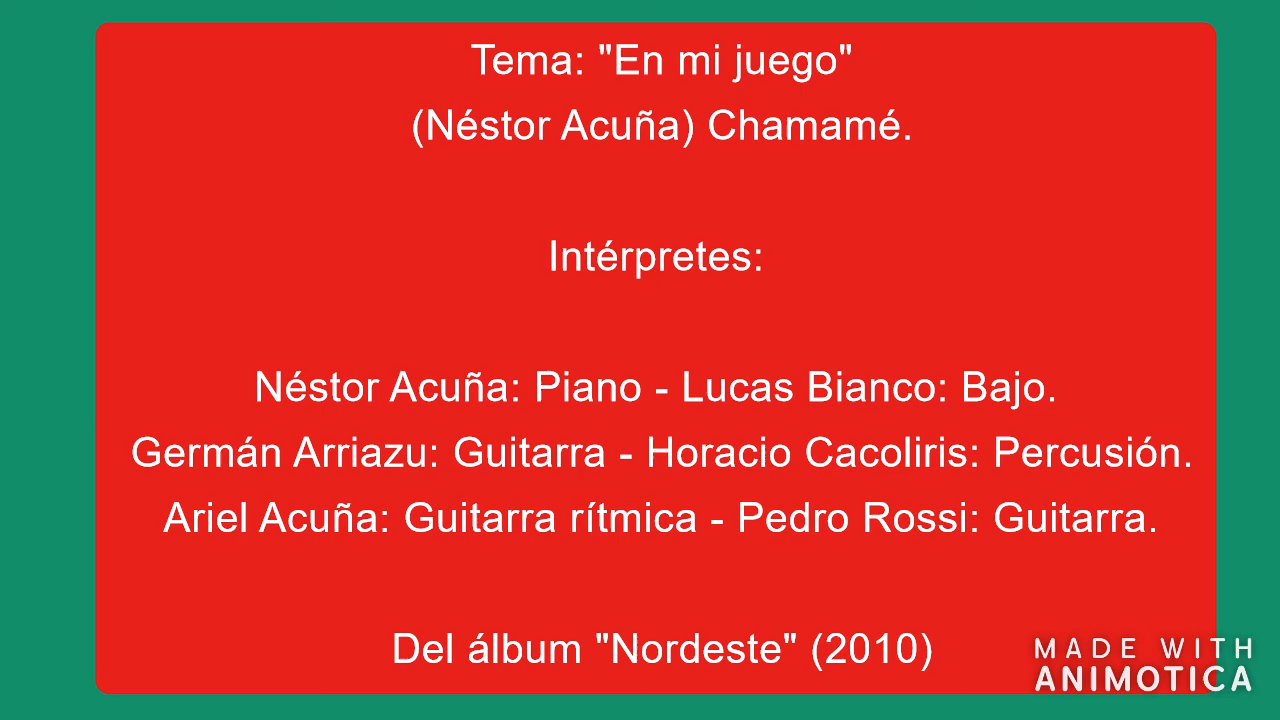 Tema: "En mi juego"
(Néstor Acuña) Chamamé.
Intérpretes:
Néstor Acuña: Piano - Lucas Bianco: Bajo.
Germán Arriazu: Guitarra - Horacio Cacoliris: Percusión.
Ariel Acuña: Guitarra rítmica - Pedro Rossi: Guitarra.
Del álbum "Nordeste" (2010)
MADE WITH
ANIMOTICA